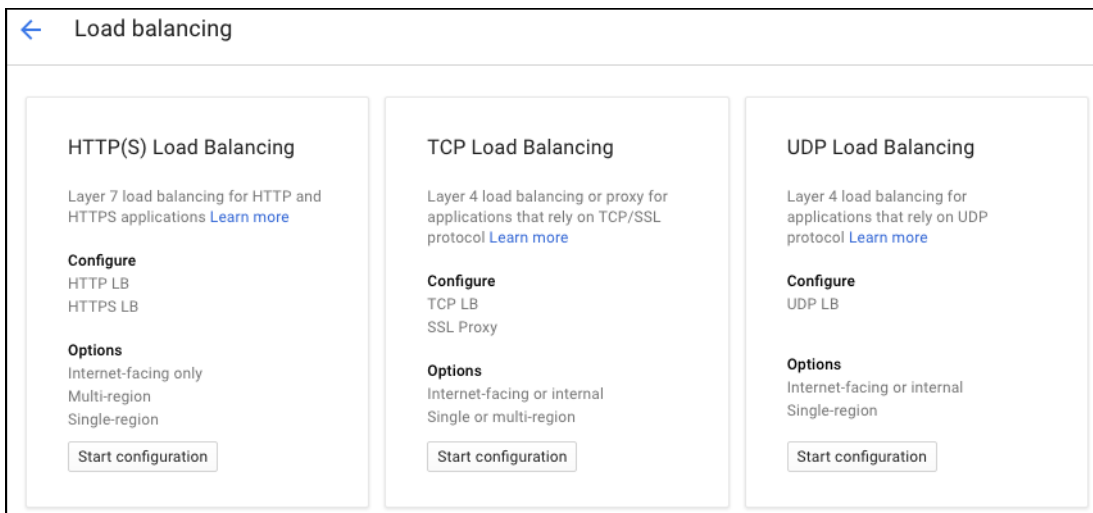 Load balancing
HTTP(S) Load Balancing
Layer 7 load balancing for HTTP and
HTTPS applications Learn more
Configure
HTTP LB
HTTPS LB
Options
Internet-facing only
Multi-region
Single-region
Start configuration
TCP Load Balancing
Layer 4 load balancing or proxy for
applications that rely on TCP/SSL
protocol Learn more
Configure
TCP LB
SSL Proxy
Options
Internet-facing or internal
Single or multi-region
Start configuration
UDP Load Balancing
Layer 4 load balancing for
applications that rely on UDP
protocol Learn more
Configure
UDP LB
Options
Internet-facing or internal
Single-region
Start configuration